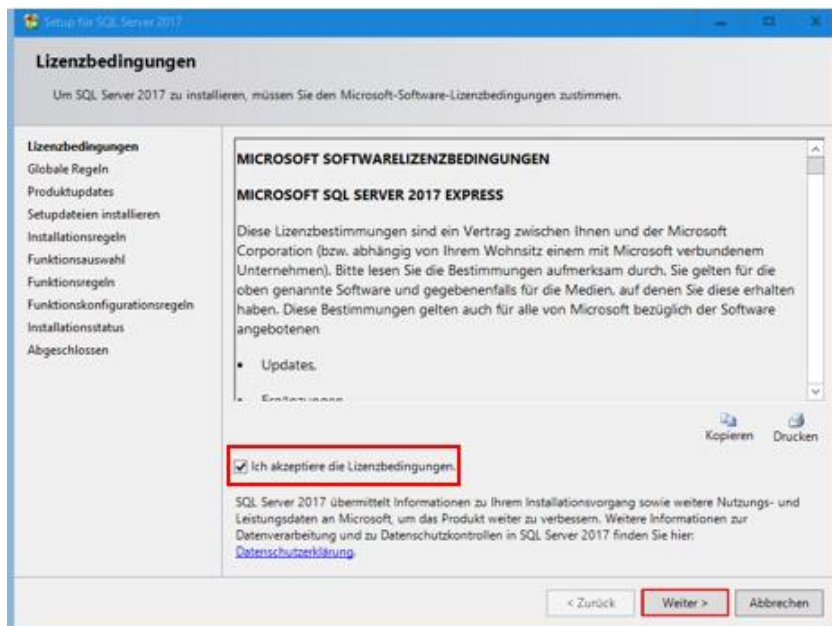 Setup für SQL Server 2017
Lizenzbedingungen
Um SQL Server 2017 zu installieren, müssen Sie den Microsoft-Software-Lizenzbedingungen zustimmen.
Lizenzbedingungen
Globale Regeln
Produktupdates
Setupdateien installieren
Installationsregeln
Funktionsauswahl
Funktionsregeln
Funktionskonfigurationsregeln
Installationsstatus
Abgeschlossen
MICROSOFT SOFTWARELIZENZBEDINGUNGEN
MICROSOFT SQL SERVER 2017 EXPRESS
Diese Lizenzbestimmungen sind ein Vertrag zwischen Ihnen und der Microsoft
Corporation (bzw. abhängig von Ihrem Wohnsitz einem mit Microsoft verbundenem
Unternehmen). Bitte lesen Sie die Bestimmungen aufmerksam durch. Sie gelten für die
oben genannte Software und gegebenenfalls für die Medien, auf denen Sie diese erhalten
haben. Diese Bestimmungen gelten auch für alle von Microsoft bezüglich der Software
angebotenen
• Updates,
• Ergänzungen
Kopieren Drucken
Ich akzeptiere die Lizenzbedingungen.
SQL Server 2017 übermittelt Informationen zu Ihrem Installationsvorgang sowie weitere Nutzungs- und
Leistungsdaten an Microsoft, um das Produkt weiter zu verbessern. Weitere Informationen zur
Datenverarbeitung und zu Datenschutzkontrollen in SQL Server 2017 finden Sie hier:
Datenschutzerklärung.
< Zurück Weiter > Abbrechen